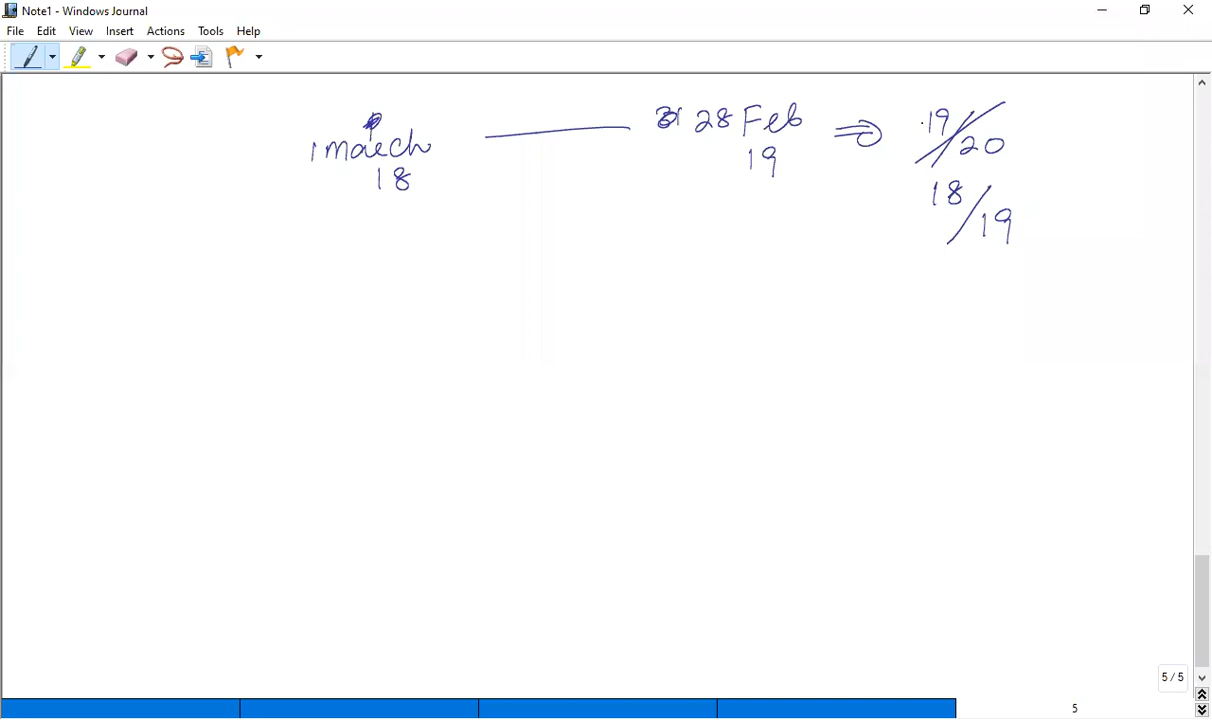 Note1 - Windows Journal
File Edit View Insert Actions Tools Help
1 March 28 Feb ⇒ 19/20
18 19
18/19
5 / 5
5